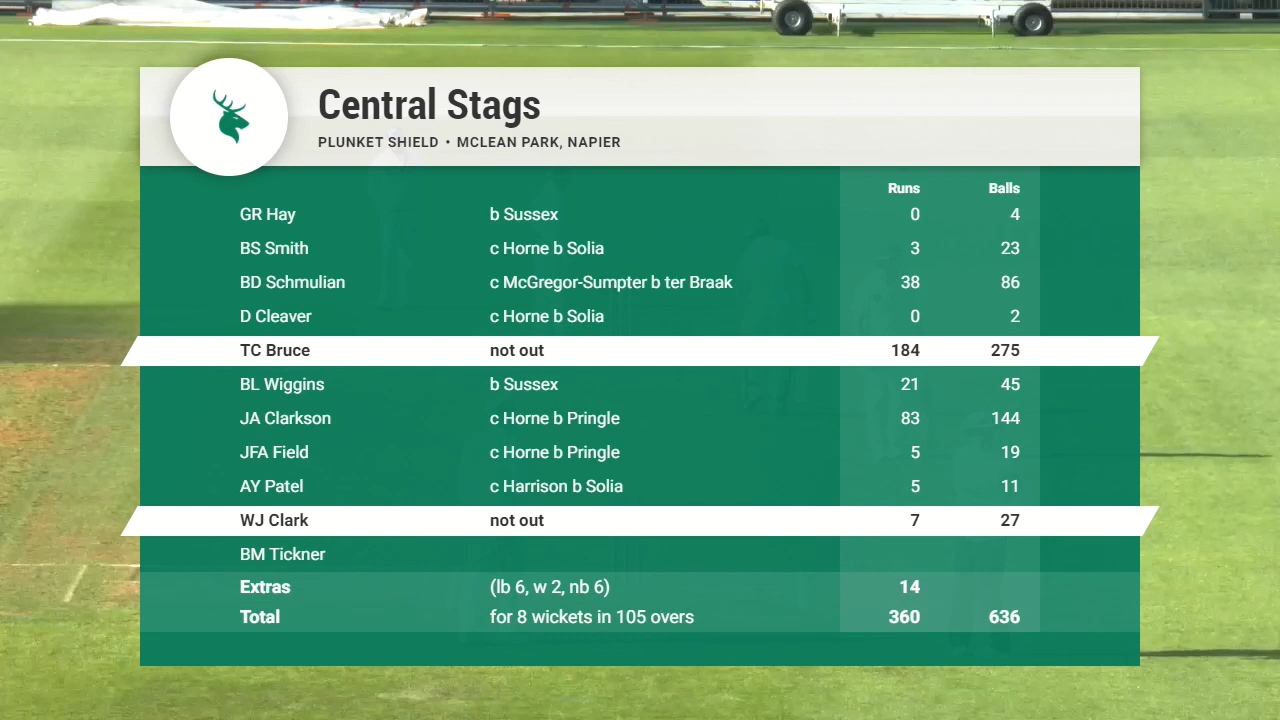 Central Stags
PLUNKET SHIELD • MCLEAN PARK, NAPIER
Runs Balls
GR Hay b Sussex 0 4
BS Smith c Horne b Solia 3 23
BD Schmulian c McGregor-Sumpter b ter Braak 38 86
D Cleaver c Horne b Solia 0 2
TC Bruce not out 184 275
BL Wiggins b Sussex 21 45
JA Clarkson c Horne b Pringle 83 144
JFA Field c Horne b Pringle 5 19
AY Patel c Harrison b Solia 5 11
WJ Clark not out 7 27
BM Tickner
Extras (lb 6, w 2, nb 6) 14
Total for 8 wickets in 105 overs 360 636